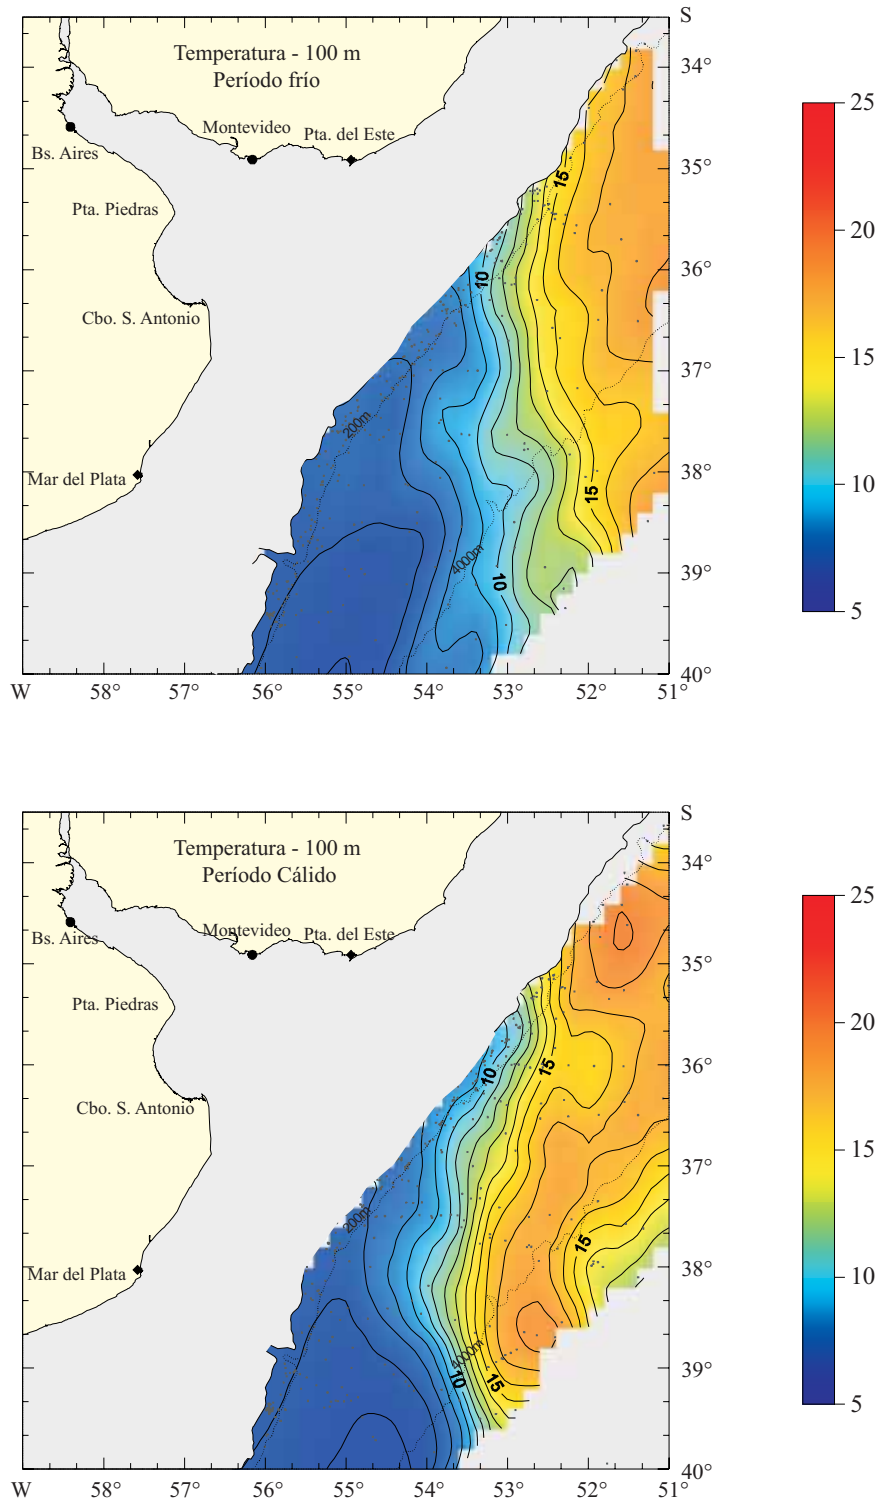 S
Temperatura - 100 m
Período frío
34°
Montevideo
Pta. del Este
Bs. Aires
35°
15
Pta. Piedras
36°
10
Cbo. S. Antonio
37°
200m
38°
Mar del Plata
15
4000m
39°
10
40°
W
58°
57°
56°
55°
54°
53°
52°
51°
25
20
15
10
5
S
Temperatura - 100 m
Período Cálido
34°
Montevideo
Pta. del Este
Bs. Aires
35°
Pta. Piedras
36°
10
15
Cbo. S. Antonio
37°
200m
15
38°
Mar del Plata
4000m
39°
10
15
40°
W
58°
57°
56°
55°
54°
53°
52°
51°
25
20
15
10
5